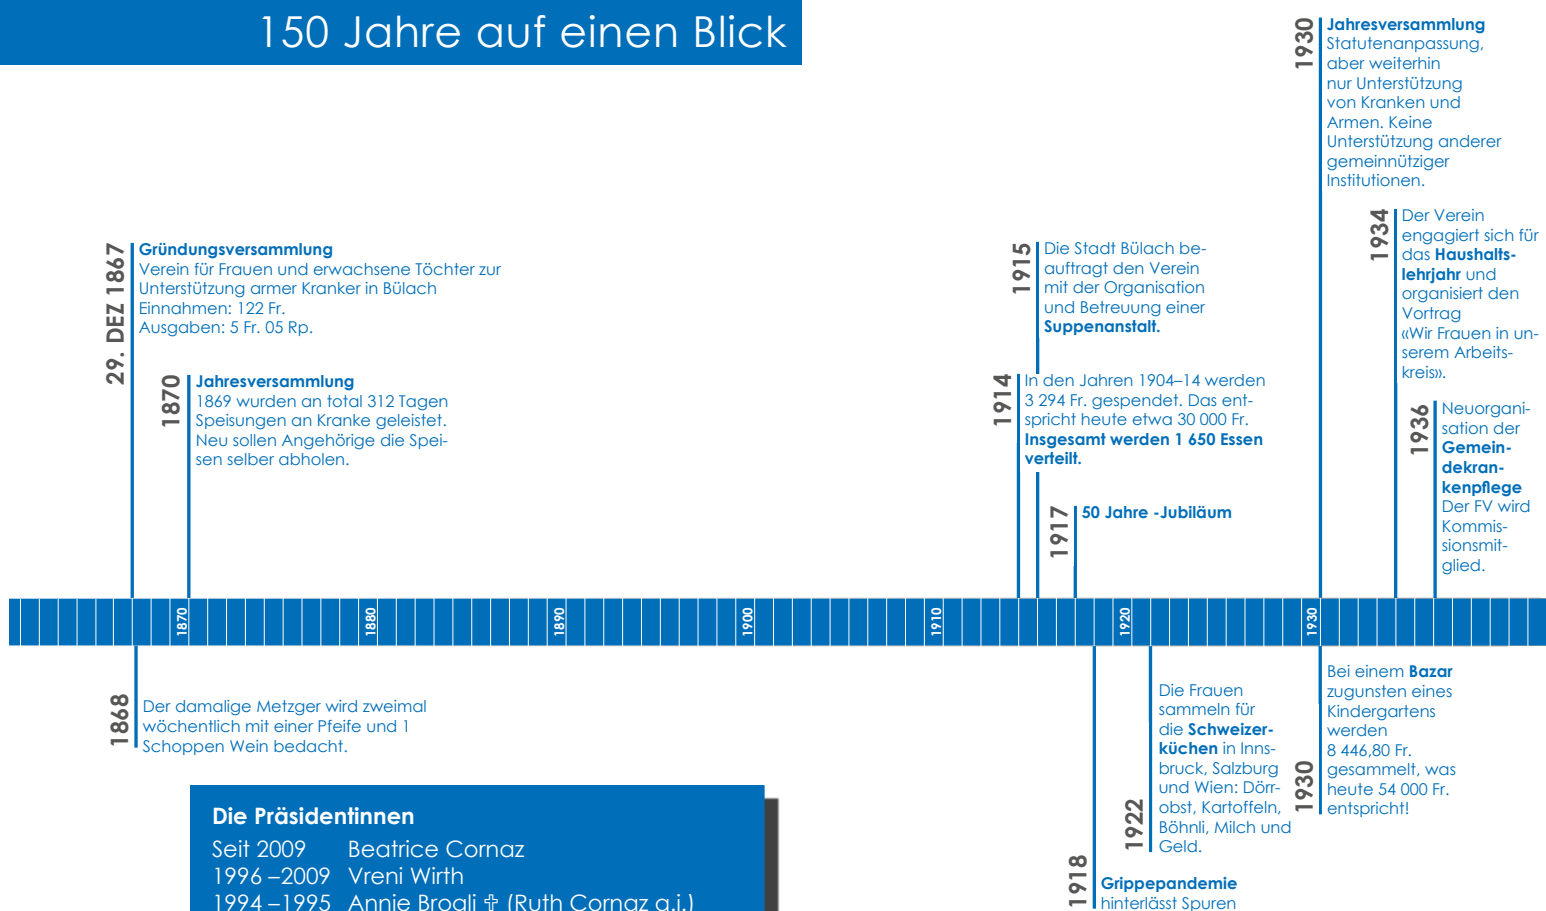 150 Jahre auf einen Blick
29. DEZ 1867
Gründungsversammlung
Verein für Frauen und erwachsene Töchter zur
Unterstützung armer Kranker in Bülach
Einnahmen: 122 Fr.
Ausgaben: 5 Fr. 05 Rp.
1870
Jahresversammlung
1869 wurden an total 312 Tagen
Speisungen an Kranke geleistet.
Neu sollen Angehörige die Spei-
sen selber abholen.
1915
Die Stadt Bülach be-
auftragt den Verein
mit der Organisation
und Betreuung einer
Suppenanstalt.
1914
In den Jahren 1904–14 werden
3 294 Fr. gespendet. Das ent-
spricht heute etwa 30 000 Fr.
Insgesamt werden 1 650 Essen
verteilt.
1917
50 Jahre -Jubiläum
1930
Jahresversammlung
Statutenanpassung,
aber weiterhin
nur Unterstützung
von Kranken und
Armen. Keine
Unterstützung anderer
gemeinnütziger
Institutionen.
1934
Der Verein
engagiert sich für
das Haushalts-
lehrjahr und
organisiert den
Vortrag
«Wir Frauen in un-
serem Arbeits-
kreis».
1936
Neuorgani-
sation der
Gemein-
dekran-
kenpflege
Der FV wird
Kommis-
sionsmit-
glied.
1870
1880
1890
1900
1910
1920
1930
1868
Der damalige Metzger wird zweimal
wöchentlich mit einer Pfeife und 1
Schoppen Wein bedacht.
Die Präsidentinnen
Seit 2009 Beatrice Cornaz
1996 –2009 Vreni Wirth
1994 –1995 Annie Brogli ✞ (Ruth Cornaz a.i.)
1918
Grippepandemie
hinterlässt Spuren
1922
Die Frauen
sammeln für
die Schweizer-
küchen in Inns-
bruck, Salzburg
und Wien: Dörr-
obst, Kartoffeln,
Böhnli, Milch und
Geld.
1930
Bei einem Bazar
zugunsten eines
Kindergartens
werden
8 446,80 Fr.
gesammelt, was
heute 54 000 Fr.
entspricht!